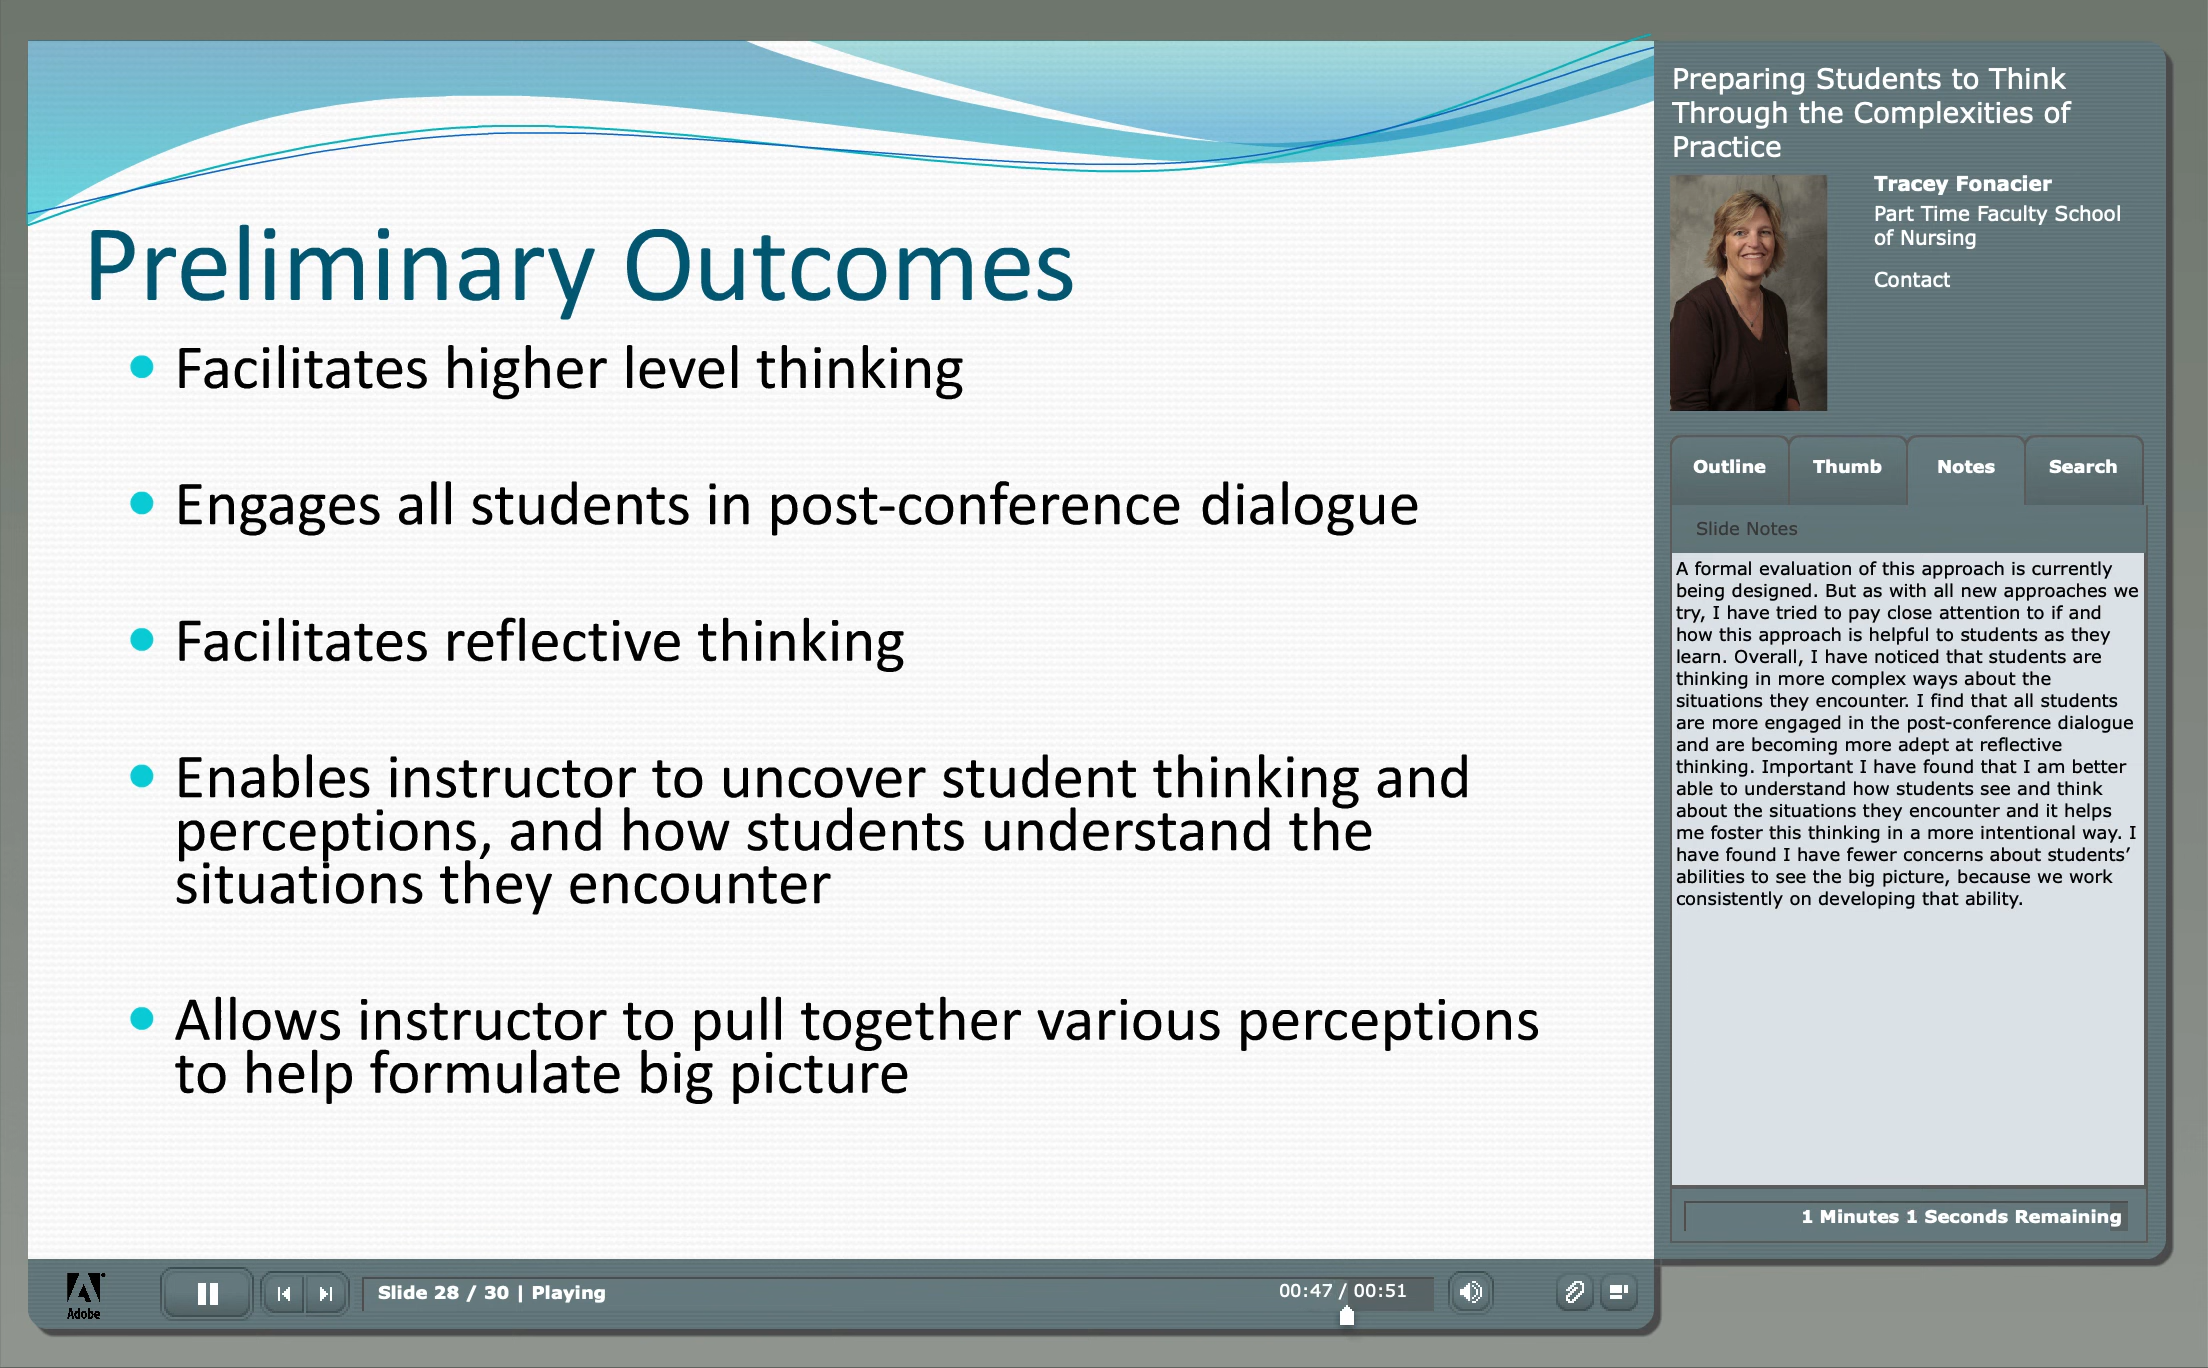 Preliminary Outcomes
• Facilitates higher level thinking
• Engages all students in post-conference dialogue
• Facilitates reflective thinking
• Enables instructor to uncover student thinking and
perceptions, and how students understand the
situations they encounter
• Allows instructor to pull together various perceptions
to help formulate big picture
Preparing Students to Think
Through the Complexities of
Practice
Tracey Fonacier
Part Time Faculty School
of Nursing
Contact
Outline Thumb Notes Search
Slide Notes
A formal evaluation of this approach is currently
being designed. But as with all new approaches we
try, I have tried to pay close attention to if and
how this approach is helpful to students as they
learn. Overall, I have noticed that students are
thinking in more complex ways about the
situations they encounter. I find that all students
are more engaged in the post-conference dialogue
and are becoming more adept at reflective
thinking. Important I have found that I am better
able to understand how students see and think
about the situations they encounter and it helps
me foster this thinking in a more intentional way. I
have found I have fewer concerns about students’
abilities to see the big picture, because we work
consistently on developing that ability.
1 Minutes 1 Seconds Remaining
Adobe
Slide 28 / 30 | Playing
00:47 / 00:51